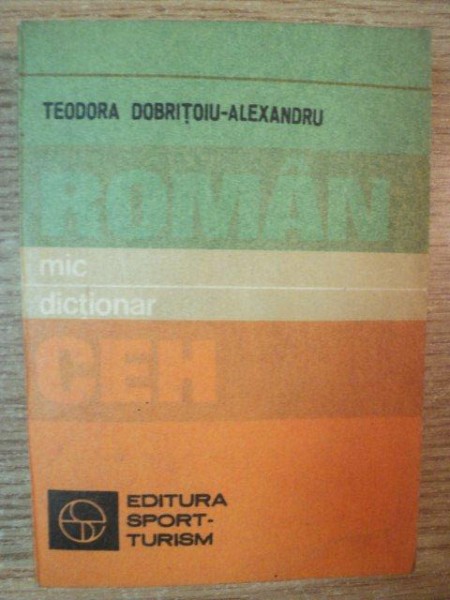 TEODORA DOBRIȚOIU-ALEXANDRU
ROMÂN
mic
dicționar
CEH
EDITURA
SPORT-
TURISM